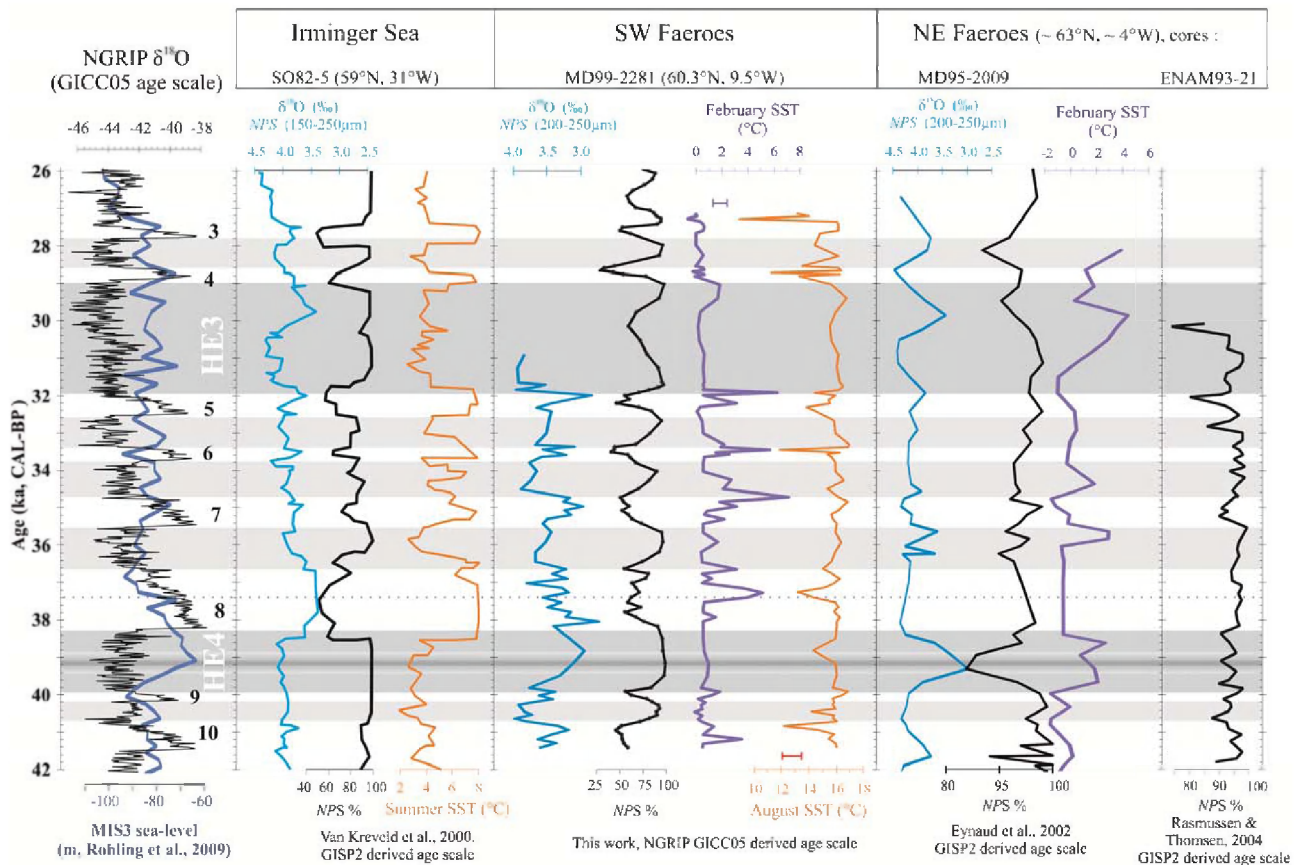 Irminger Sea
SW Faeroes
NE Faeroes (~ 63°N, ~ 4°W), cores :
NGRIP δ¹⁸O
(GICC05 age scale)
SO82-5 (59°N, 31°W)
MD99-2281 (60.3°N, 9.5°W)
MD95-2009
ENAM93-21
-46 -44 -42 -40 -38
δ¹⁸O (‰)
NPS (150-250µm)
4.5 4.0 3.5 3.0 2.5
δ¹⁸O (‰)
NPS (200-250µm)
4.0 3.5 3.0
February SST
(°C)
0 2 4 6 8
δ¹⁸O (‰)
NPS (200-250µm)
4.5 4.0 3.5 3.0 2.5
February SST
(°C)
-2 0 2 4 6
Age (ka, CAL-BP)
26
28
30
32
34
36
38
40
42
3
4
HE3
5
6
7
8
HE4
9
10
-100 -80 -60
MIS3 sea-level
(m, Rohling et al., 2009)
40 60 80 100
NPS %
0 2 4 6 8
Summer SST (°C)
Van Kreveld et al., 2000.
GISP2 derived age scale
25 50 75 100
NPS %
10 12 14 16 18
August SST (°C)
This work, NGRIP GICC05 derived age scale
80 95 100
NPS %
Eynaud et al., 2002
GISP2 derived age scale
80 90 100
NPS %
Rasmussen &
Thomsen, 2004
GISP2 derived age scale